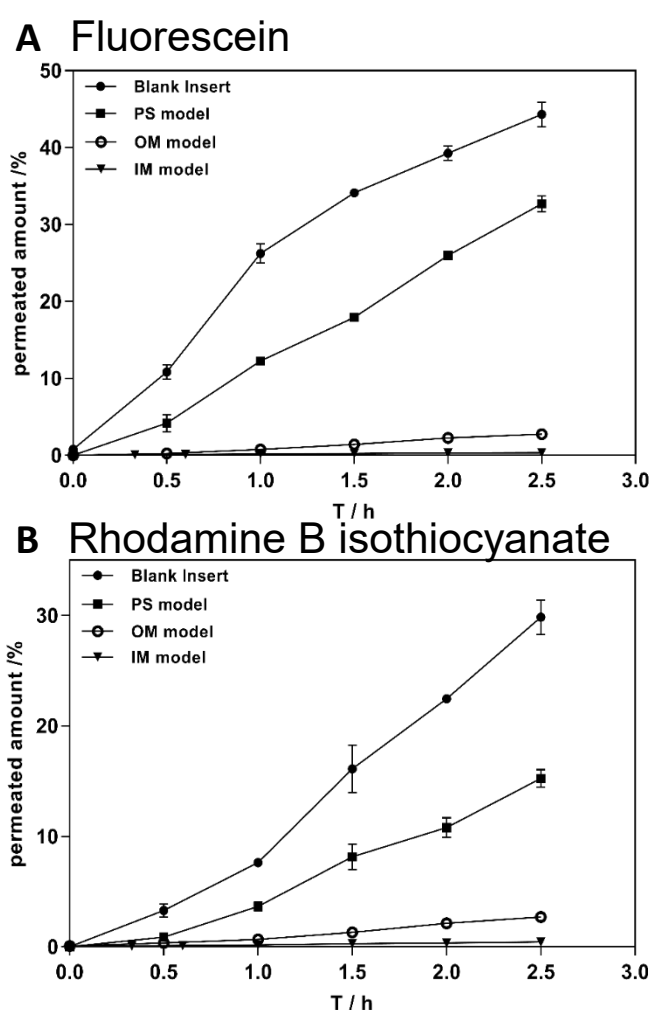 A Fluorescein
50
40
30
20
10
0
permeated amount /%
Blank Insert
PS model
OM model
IM model
0.0 0.5 1.0 1.5 2.0 2.5 3.0
T / h
B Rhodamine B isothiocyanate
30
20
10
0
permeated amount /%
Blank Insert
PS model
OM model
IM model
0.0 0.5 1.0 1.5 2.0 2.5 3.0
T / h